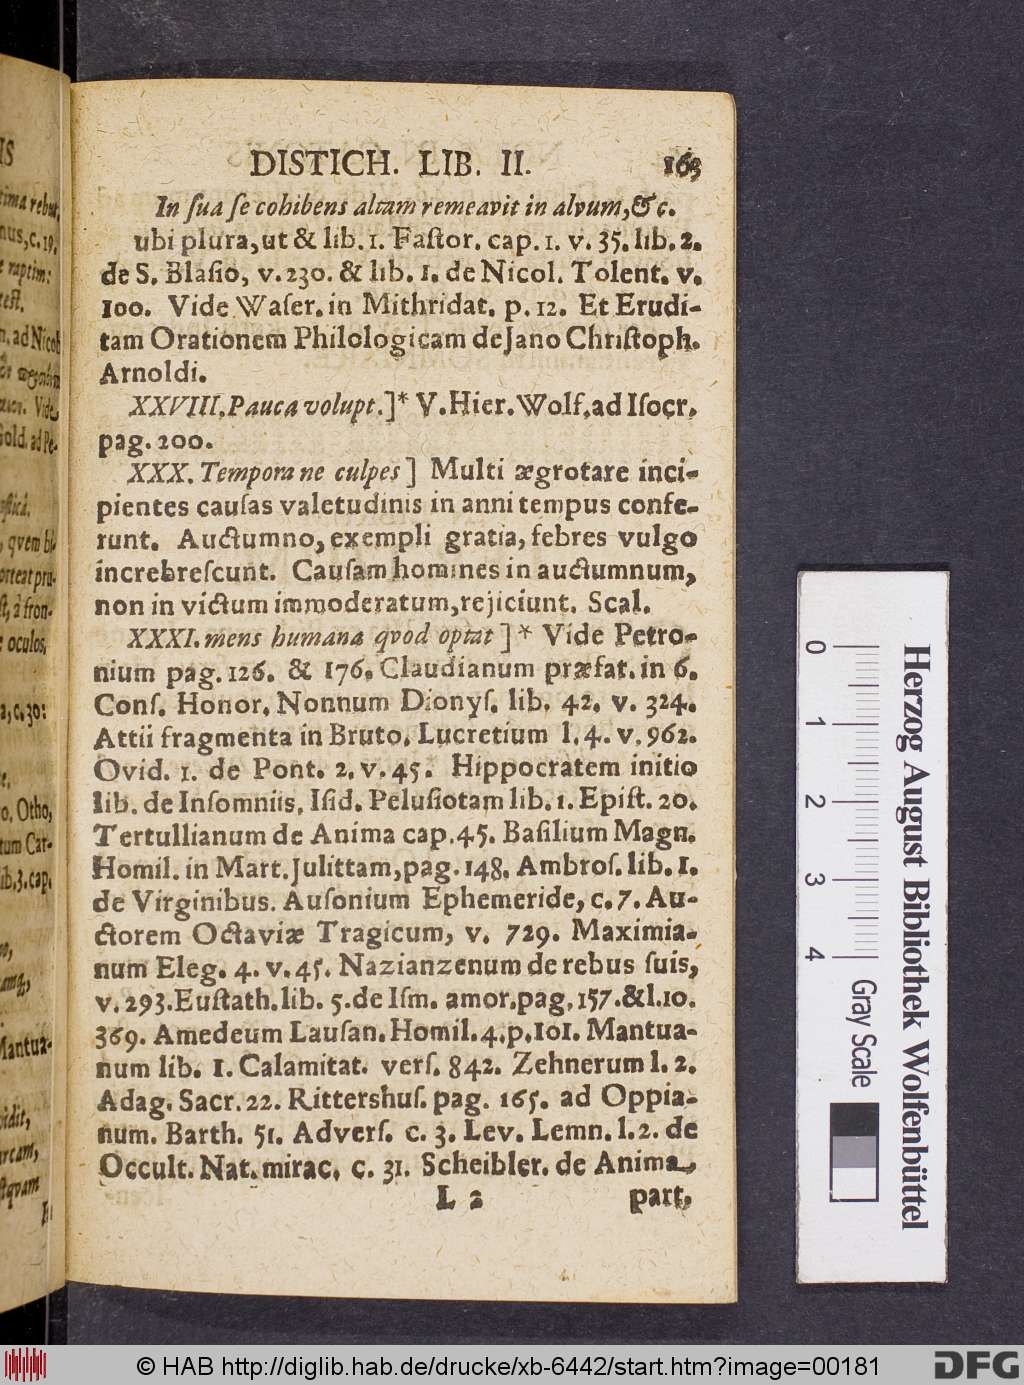 DISTICH. LIB. II. 163
In ſua ſe cohibens altam remeavit in alvum,&c.
ubi plura,ut & lib. 1. Faſtor. cap. 1. v. 35. lib. 2.
de S. Blaſio, v. 230. & lib. I. de Nicol. Tolent. v.
100. Vide Waſer. in Mithridat. p. 12. Et Erudi-
tam Orationem Philologicam de Jano Chriſtoph.
Arnoldi.
XXVIII. Pauca volupt.]* V. Hier. Wolf. ad Iſocr.
pag. 200.
XXX. Tempora ne culpes] Multi ægrotare inci-
pientes cauſas valetudinis in anni tempus confe-
runt. Auctumno, exempli gratia, febres vulgo
increbreſcunt. Cauſam homines in auctumnum,
non in victum immoderatum, rejiciunt. Scal.
XXXI. mens humana qvod optat]* Vide Petro-
nium pag. 126. & 176. Claudianum præfat. in 6.
Conſ. Honor. Nonnum Dionyſ. lib. 42. v. 324.
Attii fragmenta in Bruto. Lucretium l. 4. v. 962.
Ovid. 1. de Pont. 2. v. 45. Hippocratem initio
lib. de Inſomniis, Iſid. Peluſiotam lib. 1. Epiſt. 20.
Tertullianum de Anima cap. 45. Baſilium Magn.
Homil. in Mart. Julittam, pag. 148. Ambroſ. lib. I.
de Virginibus. Auſonium Ephemeride, c. 7. Au-
ctorem Octaviæ Tragicum, v. 729. Maximia-
num Eleg. 4. v. 45. Nazianzenum de rebus ſuis,
v. 293. Euſtath. lib. 5. de Iſm. amor. pag. 157. & l. 10.
369. Amedeum Lauſan. Homil. 4. p. 101. Mantua-
num lib. I. Calamitat. verſ. 842. Zehnerum l. 2.
Adag. Sacr. 22. Rittershuſ. pag. 165. ad Oppia-
num. Barth. 51. Adverſ. c. 3. Lev. Lemn. l. 2. de
Occult. Nat. mirac. c. 31. Scheibler. de Anima,
L 2 part.
0 1 2 3 4
Herzog August Bibliothek Wolfenbüttel
Gray Scale
© HAB http://diglib.hab.de/drucke/xb-6442/start.htm?image=00181
DFG